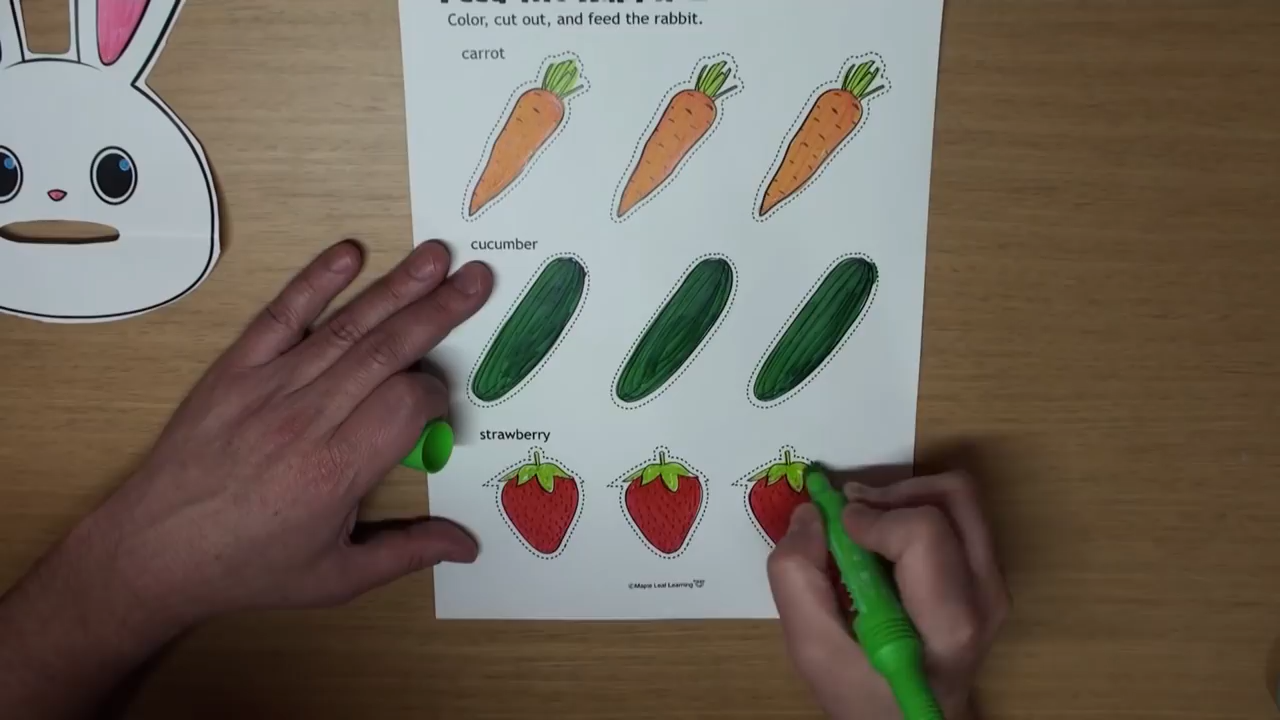 Color, cut out, and feed the rabbit.
carrot
cucumber
strawberry
©Maple Leaf Learning